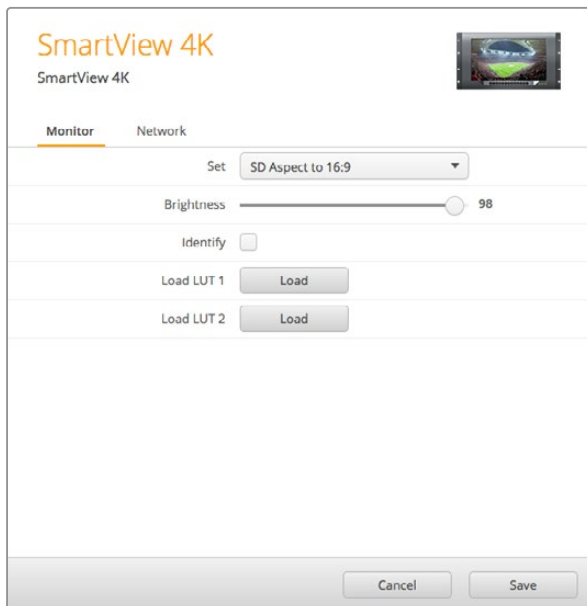 SmartView 4K
SmartView 4K
Monitor Network
Set SD Aspect to 16:9
Brightness 98
Identify
Load LUT 1 Load
Load LUT 2 Load
Cancel Save